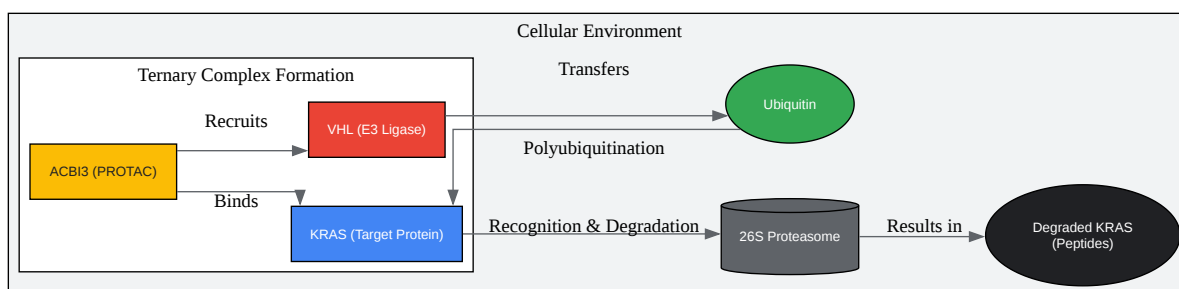 Cellular Environment
Ternary Complex Formation
Transfers
Ubiquitin
Recruits
VHL (E3 Ligase)
Polyubiquitination
ACBI3 (PROTAC)
Binds
KRAS (Target Protein)
Recognition & Degradation
26S Proteasome
Results in
Degraded KRAS
(Peptides)